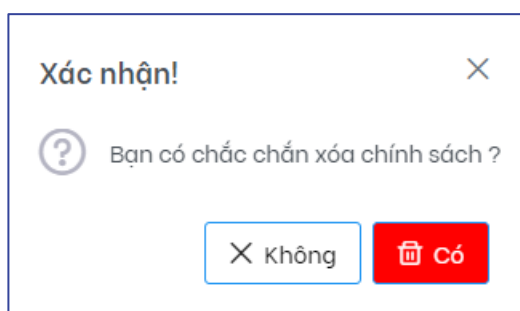 Xác nhận!
Bạn có chắc chắn xóa chính sách ?
Không
Có